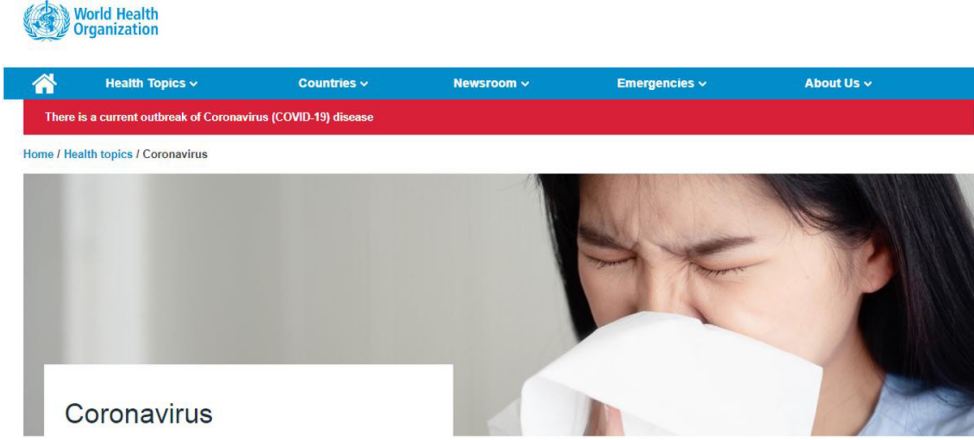 World Health
Organization
Health Topics Countries Newsroom Emergencies About Us
There is a current outbreak of Coronavirus (COVID-19) disease
Home / Health topics / Coronavirus
Coronavirus